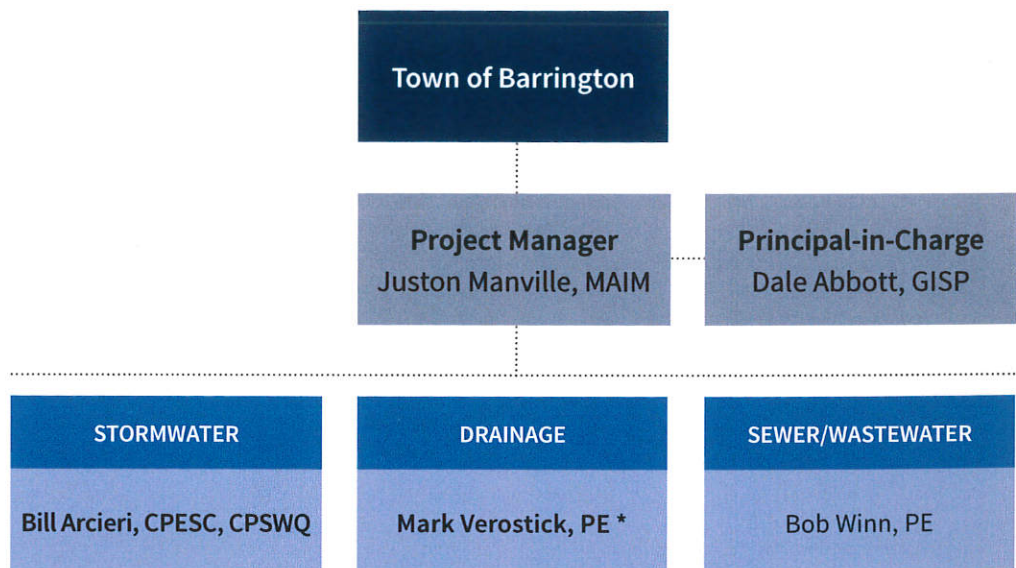 Town of Barrington
Project Manager
Juston Manville, MAIM
Principal-in-Charge
Dale Abbott, GISP
STORMWATER
Bill Arcieri, CPESC, CPSWQ
DRAINAGE
Mark Verostick, PE *
SEWER/WASTEWATER
Bob Winn, PE